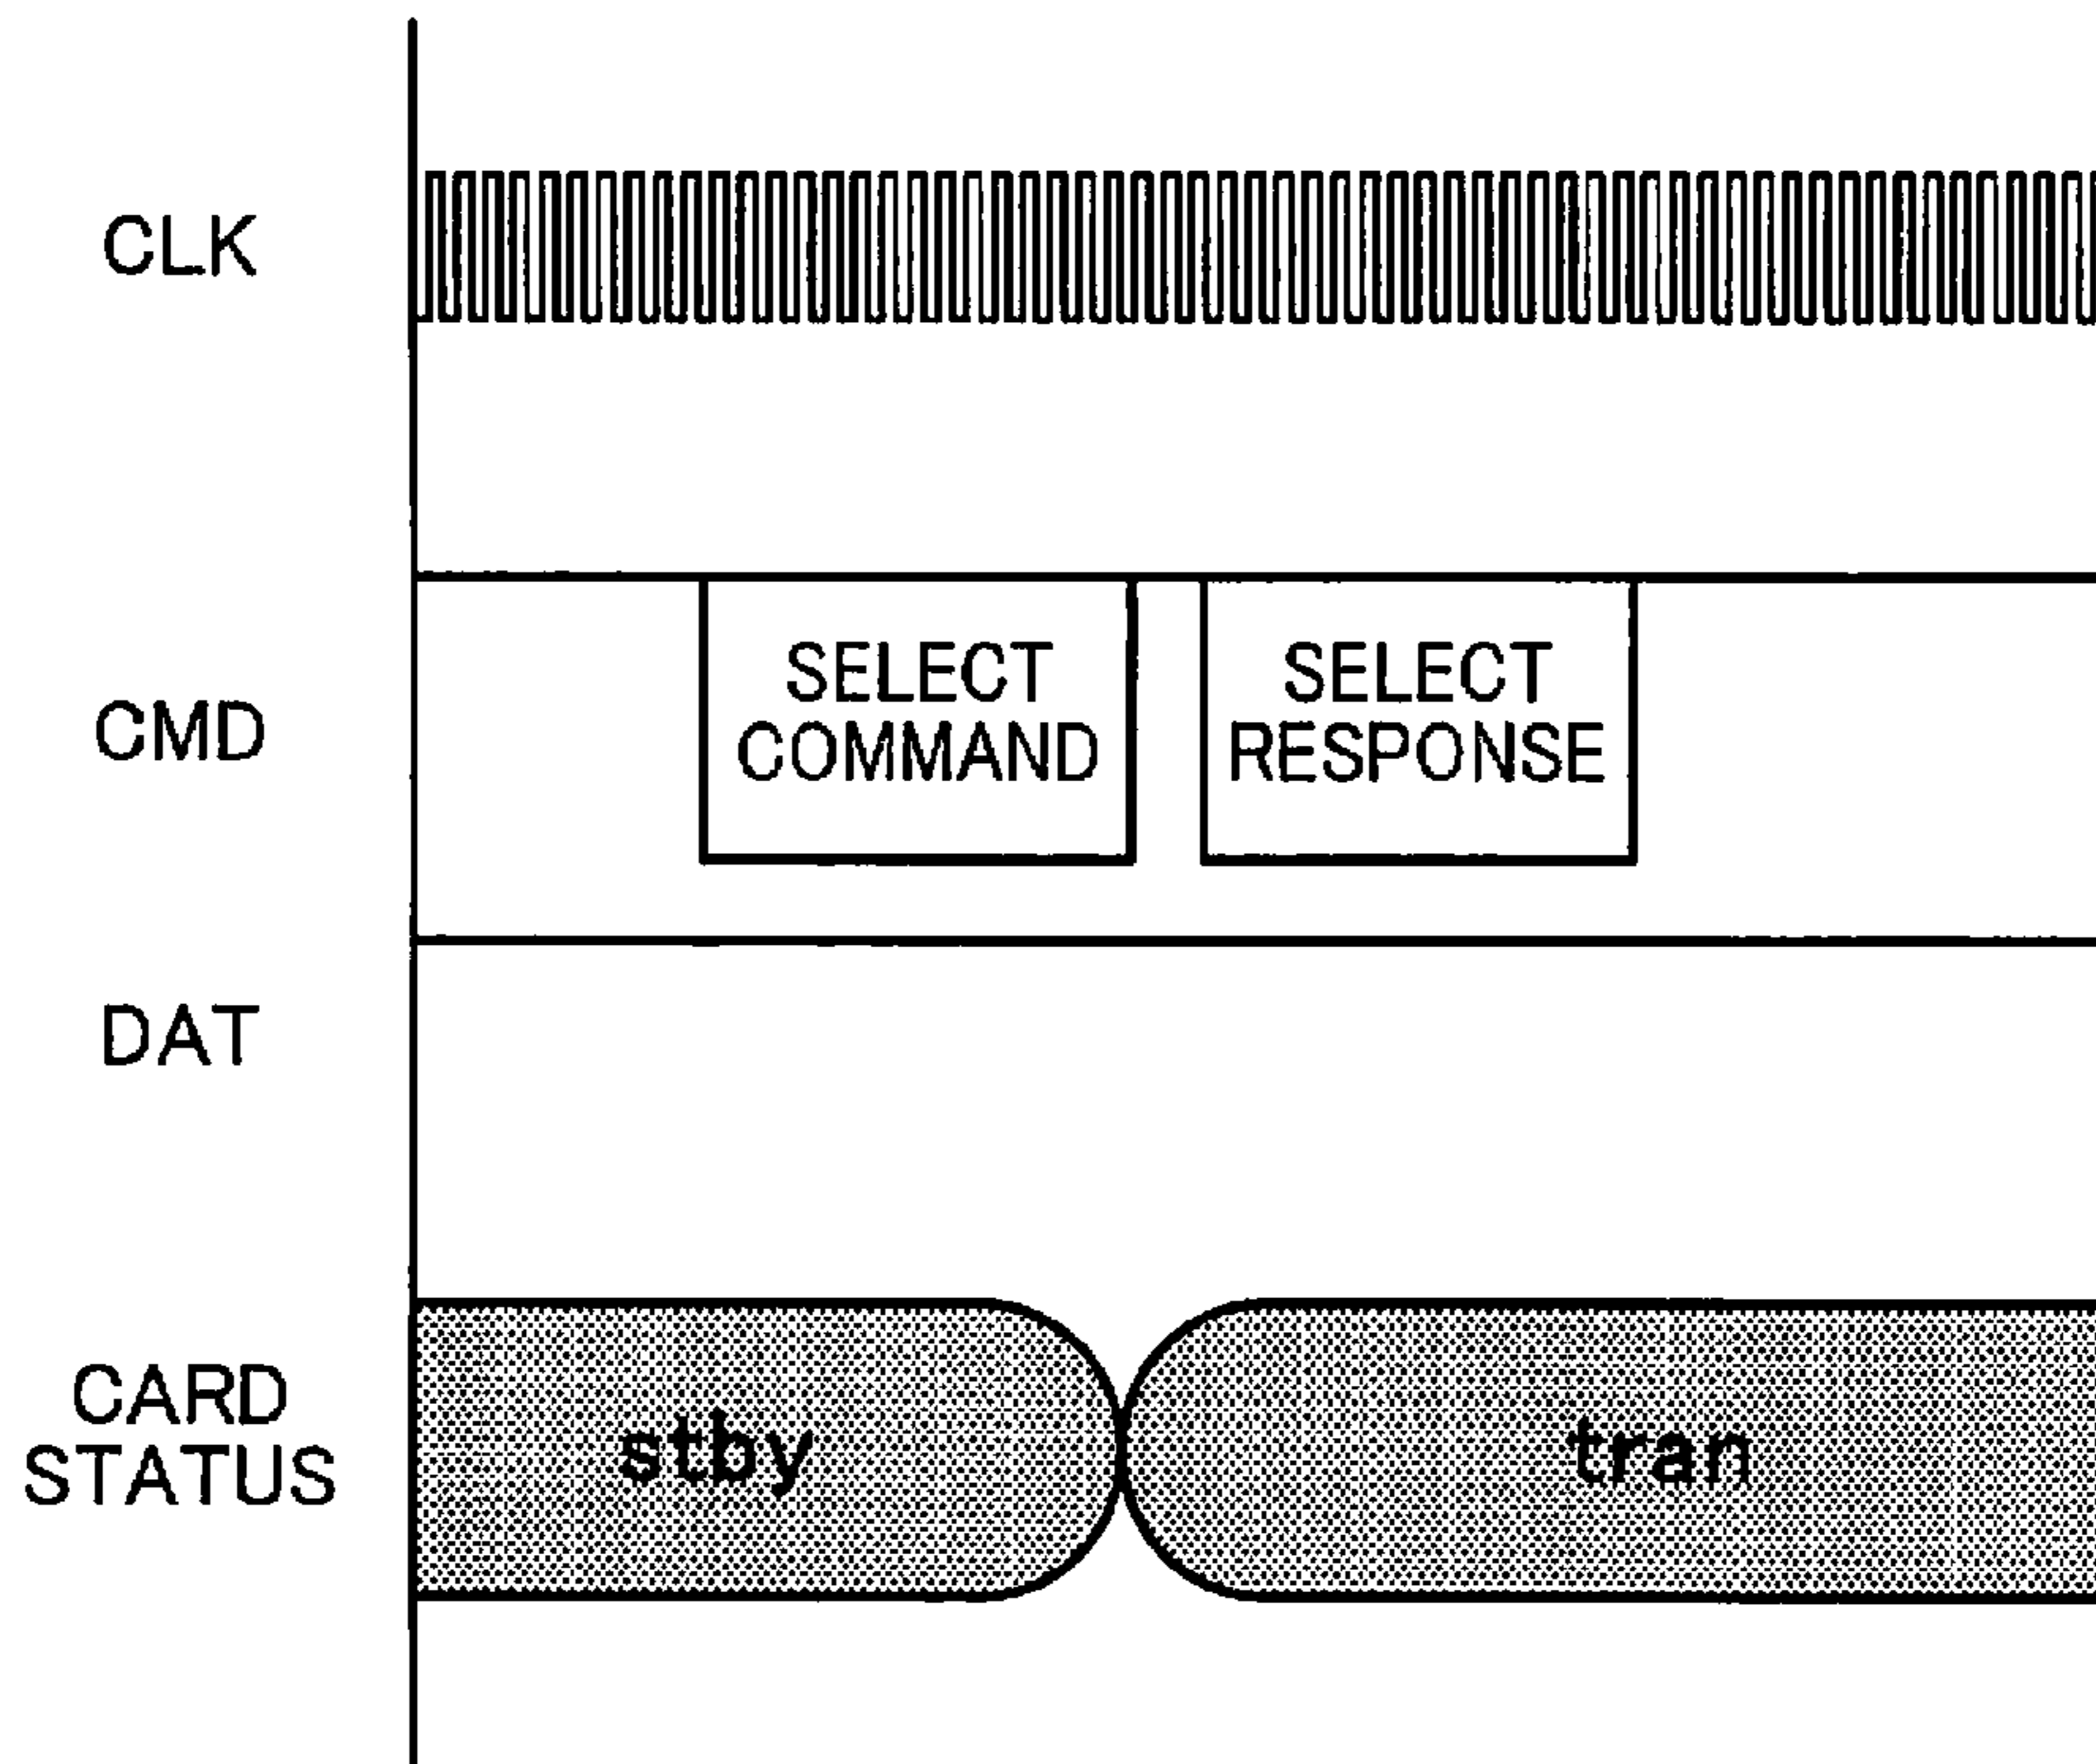 CLK
CMD
SELECT
COMMAND
SELECT
RESPONSE
DAT
CARD
STATUS
stby
tran